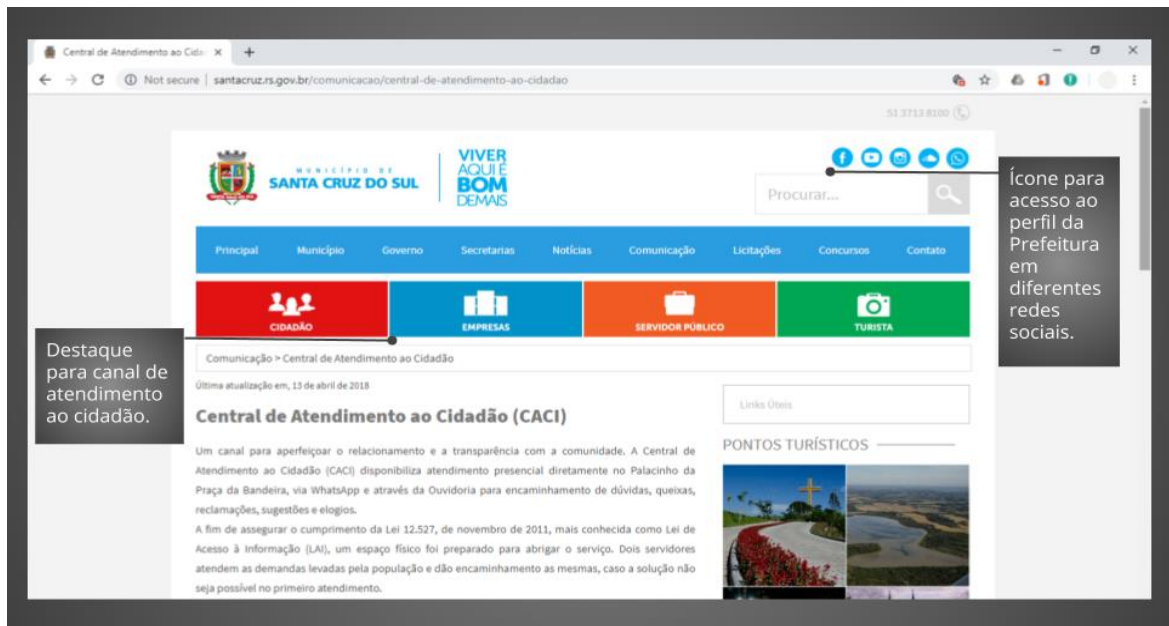 Central de Atendimento ao Cida
Not secure | santacruz.rs.gov.br/comunicacao/central-de-atendimento-ao-cidadao
51 3713 8100
MUNICÍPIO DE
SANTA CRUZ DO SUL
VIVER
AQUI É
BOM
DEMAIS
Procurar...
Ícone para
acesso ao
perfil da
Prefeitura
em
diferentes
redes
sociais.
Principal Município Governo Secretarias Notícias Comunicação Licitações Concursos Contato
CIDADÃO EMPRESAS SERVIDOR PÚBLICO TURISTA
Destaque
para canal de
atendimento
ao cidadão.
Comunicação > Central de Atendimento ao Cidadão
Última atualização em, 13 de abril de 2018
Central de Atendimento ao Cidadão (CACI)
Um canal para aperfeiçoar o relacionamento e a transparência com a comunidade. A Central de
Atendimento ao Cidadão (CACI) disponibiliza atendimento presencial diretamente no Palacinho da
Praça da Bandeira, via WhatsApp e através da Ouvidoria para encaminhamento de dúvidas, queixas,
reclamações, sugestões e elogios.
A fim de assegurar o cumprimento da Lei 12.527, de novembro de 2011, mais conhecida como Lei de
Acesso à Informação (LAI), um espaço físico foi preparado para abrigar o serviço. Dois servidores
atendem as demandas levadas pela população e dão encaminhamento as mesmas, caso a solução não
seja possível no primeiro atendimento.
Links Úteis
PONTOS TURÍSTICOS